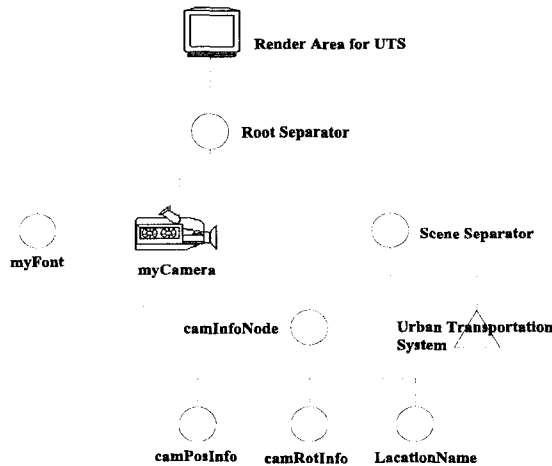 Render Area for UTS
Root Separator
myFont
myCamera
Scene Separator
camInfoNode
Urban Transportation
System
camPosInfo
camRotInfo
LacationName